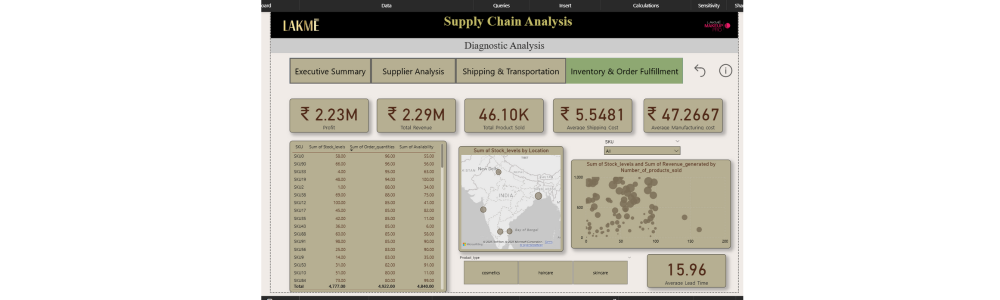 oard Data Queries Insert Calculations Sensitivity Sha
LAKMĒ
Supply Chain Analysis
LAKMĒ
MAKEUP
PRO
Diagnostic Analysis
Executive Summary
Supplier Analysis
Shipping & Transportation
Inventory & Order Fulfillment
₹ 2.23M
Profit
₹ 2.29M
Total Revenue
46.10K
Total Product Sold
₹ 5.5481
Average Shipping Cost
₹ 47.2667
Average Manufacturing cost
SKU Sum of Stock_levels Sum of Order_quantities Sum of Availability
SKU0 58.00 96.00 55.00
SKU90 66.00 96.00 56.00
SKU33 4.00 95.00 63.00
SKU19 48.00 94.00 100.00
SKU2 1.00 88.00 34.00
SKU38 69.00 88.00 75.00
SKU12 100.00 85.00 41.00
SKU17 45.00 85.00 82.00
SKU35 42.00 85.00 11.00
SKU43 36.00 85.00 6.00
SKU88 60.00 85.00 58.00
SKU91 98.00 85.00 90.00
SKU56 25.00 83.00 90.00
SKU9 14.00 83.00 35.00
SKU50 31.00 82.00 91.00
SKU10 51.00 80.00 11.00
SKU84 73.00 80.00 99.00
Total 4,777.00 4,922.00 4,840.00
Sum of Stock_levels by Location
TIBET
KISTAN
New Delhi
NEPAL
BHUTAN
BANGLADESH
INDIA
M
Bay of Bengal
A
Microsoft Bing
© 2025 TomTom, © 2025 Microsoft Corporation, Terms
© OpenStreetMap
SKU
All
Sum of Stock_levels and Sum of Revenue_generated by
Number_of_products_sold
1,000
500
0
0 50 100 150 200
Product_type
cosmetics
haircare
skincare
15.96
Average Lead Time